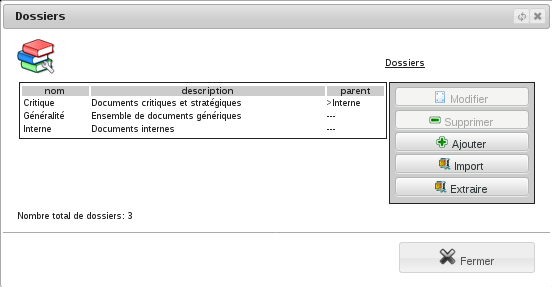 Dossiers
Dossiers
nom description parent
Critique Documents critiques et stratégiques >Interne
Généralité Ensemble de documents génériques ---
Interne Documents internes ---
Modifier
Supprimer
Ajouter
Import
Extraire
Nombre total de dossiers: 3
Fermer